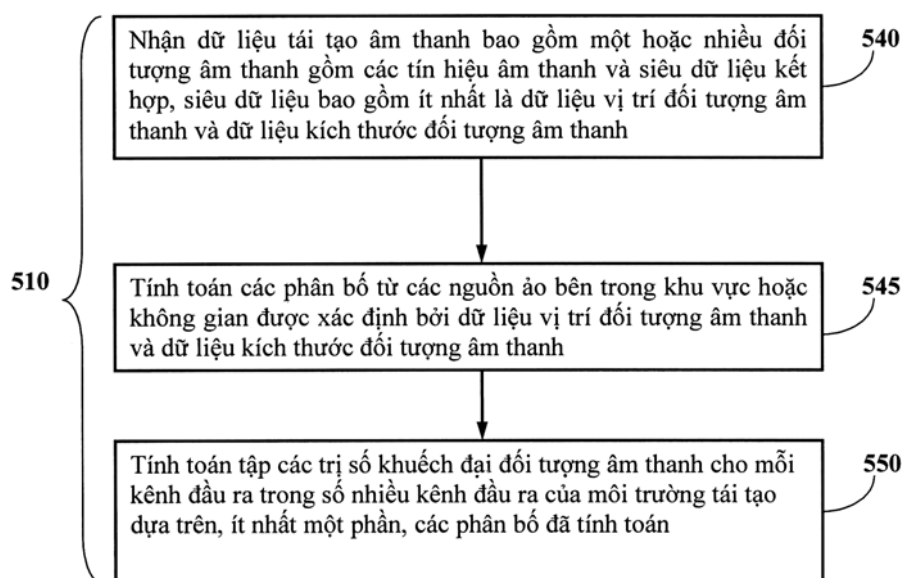 Nhận dữ liệu tái tạo âm thanh bao gồm một hoặc nhiều đối
tượng âm thanh gồm các tín hiệu âm thanh và siêu dữ liệu kết
hợp, siêu dữ liệu bao gồm ít nhất là dữ liệu vị trí đối tượng âm
thanh và dữ liệu kích thước đối tượng âm thanh
540
510
Tính toán các phân bố từ các nguồn ảo bên trong khu vực hoặc
không gian được xác định bởi dữ liệu vị trí đối tượng âm thanh
và dữ liệu kích thước đối tượng âm thanh
545
Tính toán tập các trị số khuếch đại đối tượng âm thanh cho mỗi
kênh đầu ra trong số nhiều kênh đầu ra của môi trường tái tạo
dựa trên, ít nhất một phần, các phân bố đã tính toán
550